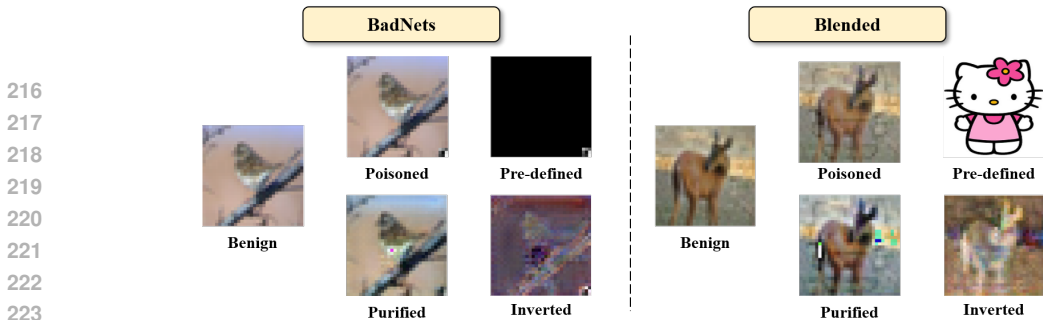 BadNets
Blended
216
217
218
219
220
221
222
223
Poisoned
Pre-defined
Benign
Purified
Inverted
Poisoned
Pre-defined
Benign
Purified
Inverted